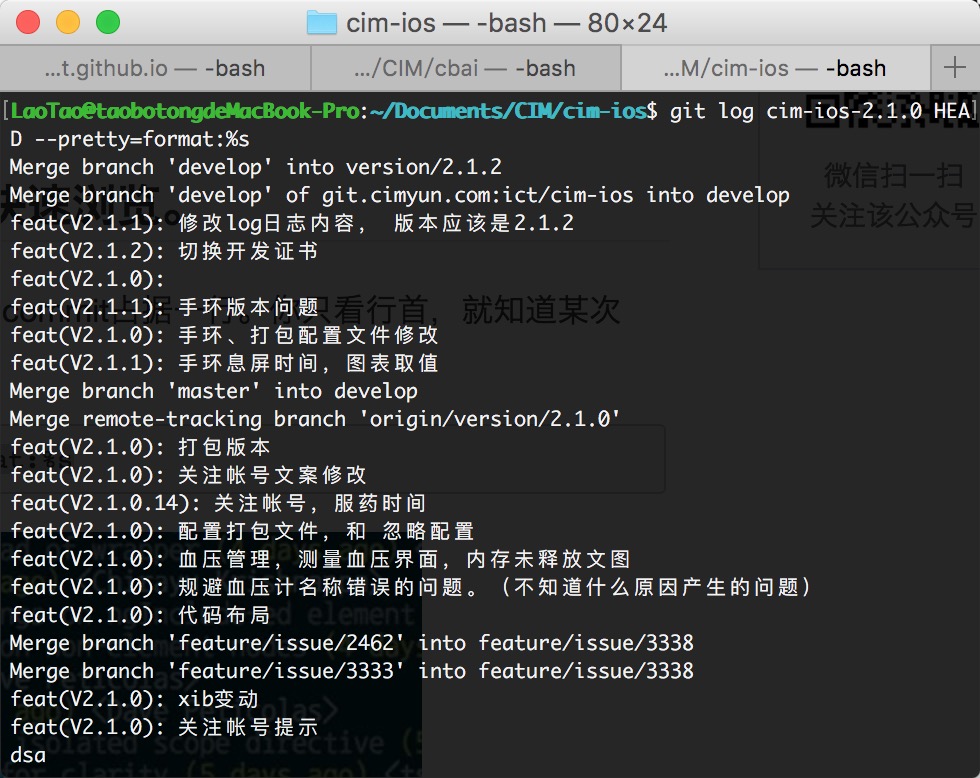 cim-ios — -bash — 80×24
...t.github.io — -bash
.../CIM/cbai — -bash
...M/cim-ios — -bash
[LaoTao@taobotongdeMacBook-Pro:~/Documents/CIM/cim-ios$ git log cim-ios-2.1.0 HEA]
D --pretty=format:%s
Merge branch 'develop' into version/2.1.2
Merge branch 'develop' of git.cimyun.com:ict/cim-ios into develop
feat(V2.1.1): 修改log日志内容， 版本应该是2.1.2
feat(V2.1.2): 切换开发证书
feat(V2.1.0):
feat(V2.1.1): 手环版本问题
feat(V2.1.0): 手环、打包配置文件修改
feat(V2.1.1): 手环息屏时间，图表取值
Merge branch 'master' into develop
Merge remote-tracking branch 'origin/version/2.1.0'
feat(V2.1.0): 打包版本
feat(V2.1.0): 关注帐号文案修改
feat(V2.1.0.14): 关注帐号，服药时间
feat(V2.1.0): 配置打包文件，和 忽略配置
feat(V2.1.0): 血压管理，测量血压界面，内存未释放文图
feat(V2.1.0): 规避血压计名称错误的问题。（不知道什么原因产生的问题）
feat(V2.1.0): 代码布局
Merge branch 'feature/issue/2462' into feature/issue/3338
Merge branch 'feature/issue/3333' into feature/issue/3338
feat(V2.1.0): xib变动
feat(V2.1.0): 关注帐号提示
dsa
微信扫一扫
关注该公众号
只看行首，就知道某次